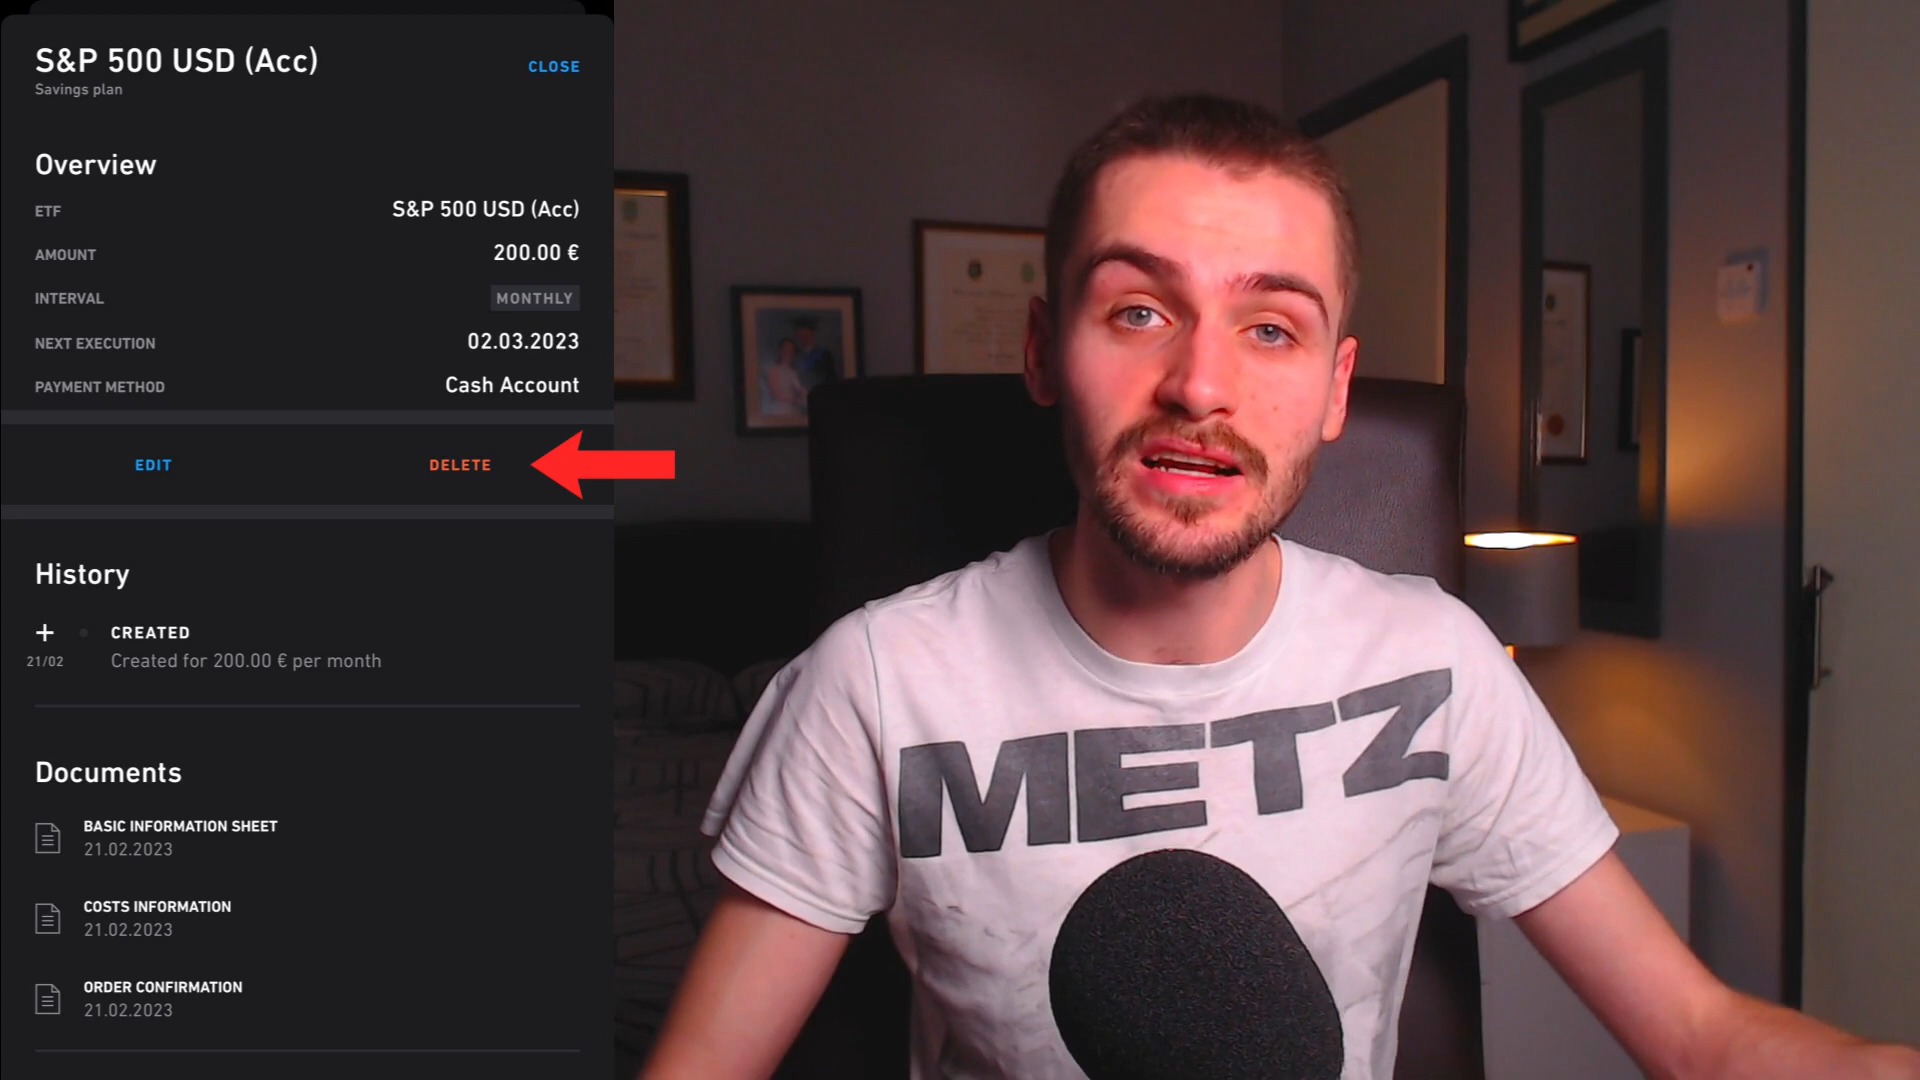 S&P 500 USD (Acc)
CLOSE
Savings plan
Overview
ETF S&P 500 USD (Acc)
AMOUNT 200.00 €
INTERVAL MONTHLY
NEXT EXECUTION 02.03.2023
PAYMENT METHOD Cash Account
EDIT DELETE
History
CREATED
21/02 Created for 200.00 € per month
Documents
BASIC INFORMATION SHEET
21.02.2023
COSTS INFORMATION
21.02.2023
ORDER CONFIRMATION
21.02.2023
METZ